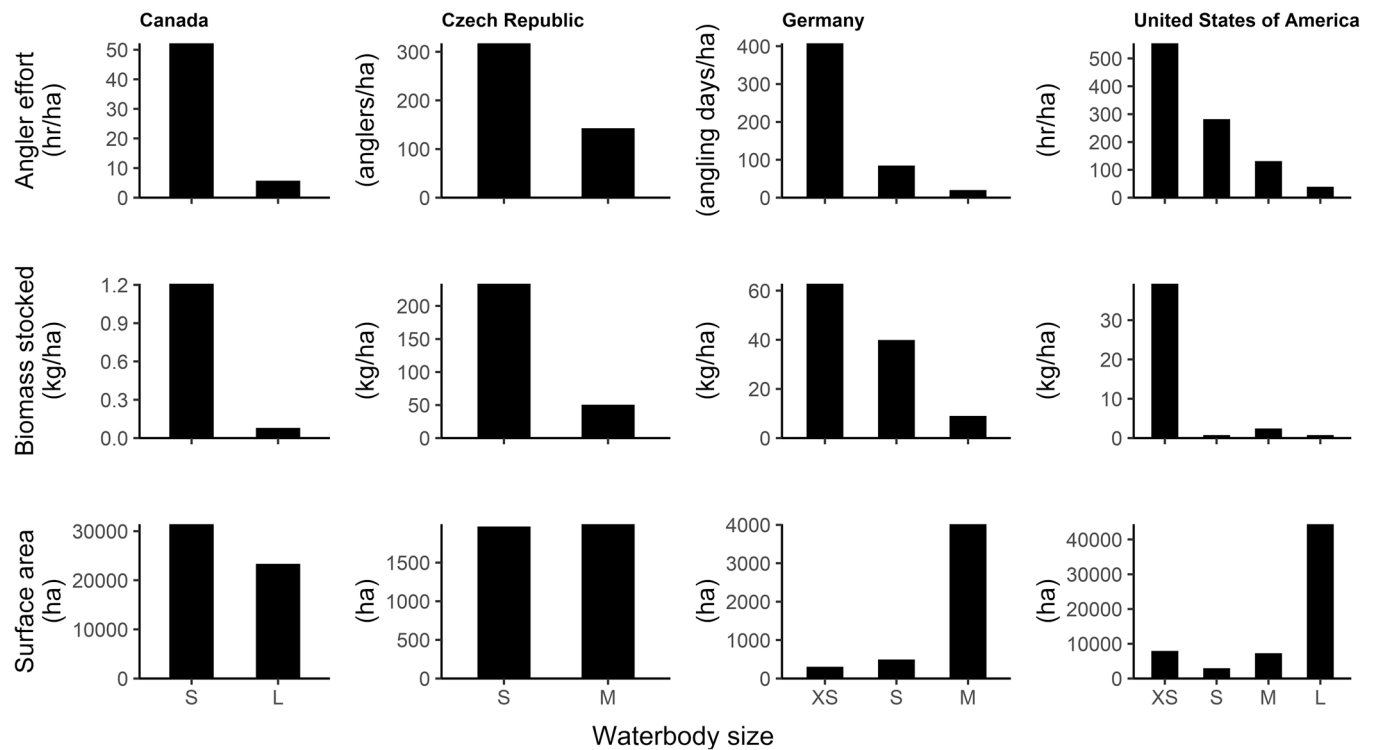 Canada
Czech Republic
Germany
United States of America
Angler effort
(hr/ha)
50
40
30
20
10
0
(anglers/ha)
300
200
100
0
(angling days/ha)
400
300
200
100
0
(hr/ha)
500
400
300
200
100
0
Biomass stocked
(kg/ha)
1.2
0.9
0.6
0.3
0.0
(kg/ha)
200
150
100
50
0
(kg/ha)
60
40
20
0
(kg/ha)
30
20
10
0
Surface area
(ha)
30000
20000
10000
0
S
L
(ha)
1500
1000
500
0
S
M
(ha)
4000
3000
2000
1000
0
XS
S
M
(ha)
40000
30000
20000
10000
0
XS
S
M
L
Waterbody size